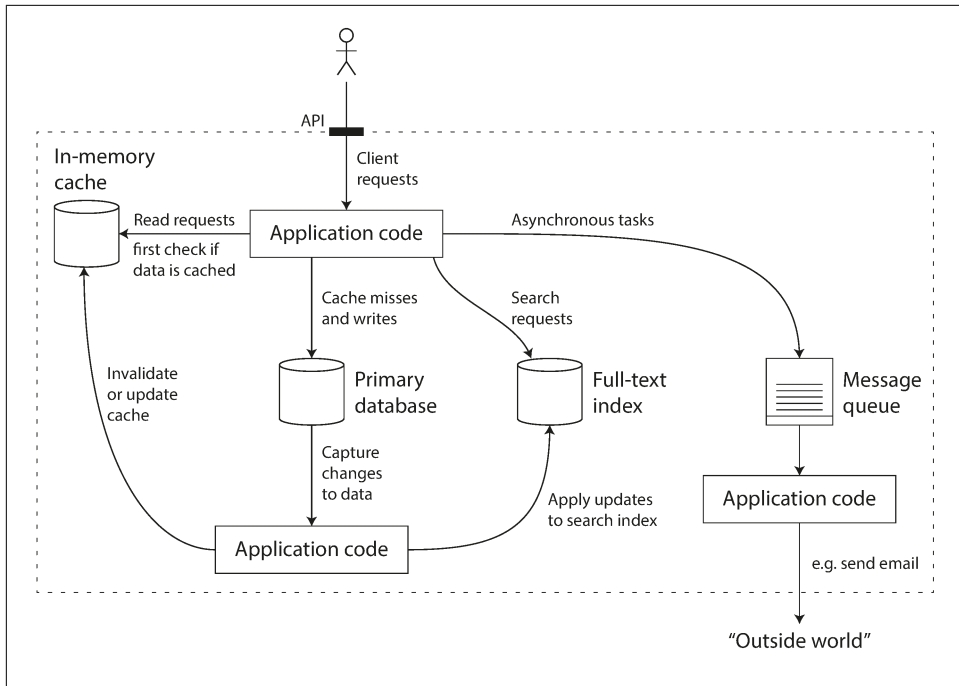 API
Client
requests
In-memory
cache
Read requests
first check if
data is cached
Application code
Asynchronous tasks
Cache misses
and writes
Search
requests
Invalidate
or update
cache
Primary
database
Full-text
index
Message
queue
Capture
changes
to data
Apply updates
to search index
Application code
Application code
e.g. send email
“Outside world”